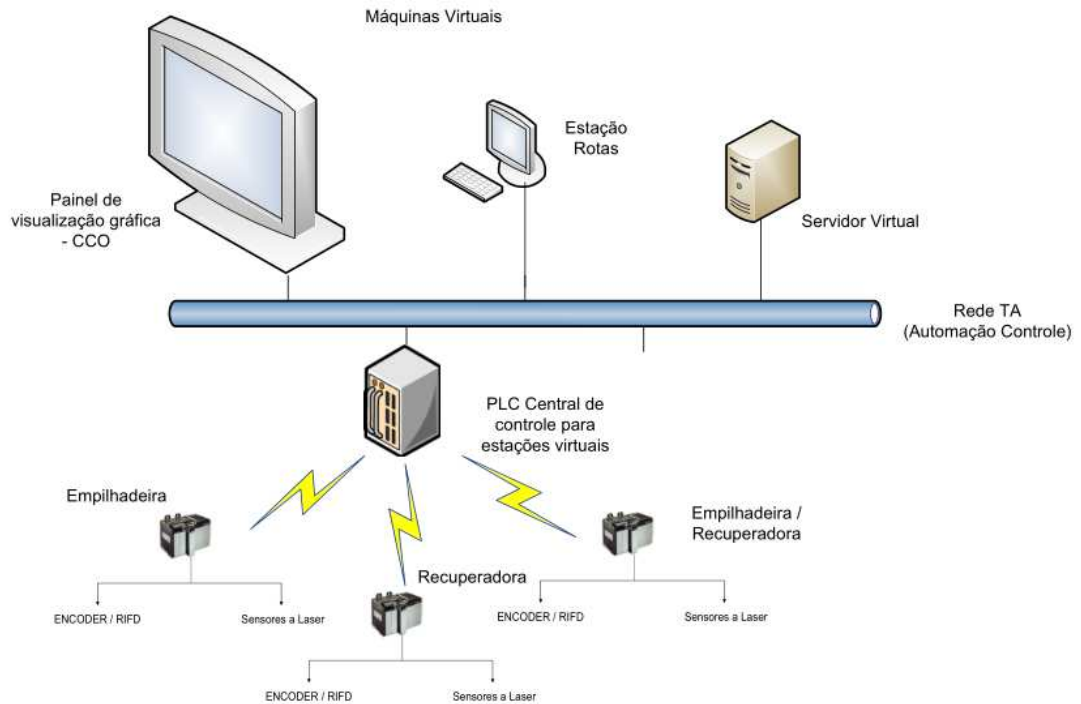 Máquinas Virtuais
Estação
Rotas
Painel de
visualização gráfica
- CCO
Servidor Virtual
Rede TA
(Automação Controle)
PLC Central de
controle para
estações virtuais
Empilhadeira
Empilhadeira /
Recuperadora
Recuperadora
ENCODER / RIFD
Sensores a Laser
ENCODER / RIFD
Sensores a Laser
ENCODER / RIFD
Sensores a Laser